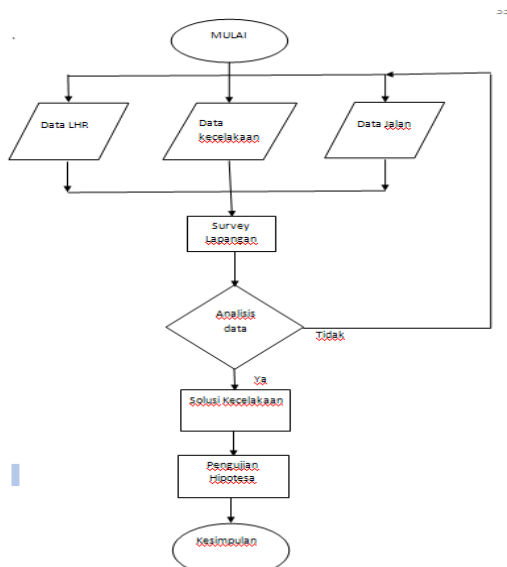 MULAI
Data LHR
Data
kecelakaan
Data Jalan
Survey
Lapangan
Analisis
data
Tidak
Ya
Solusi Kecelakaan
Pengujian
Hipotesa
Kesimpulan